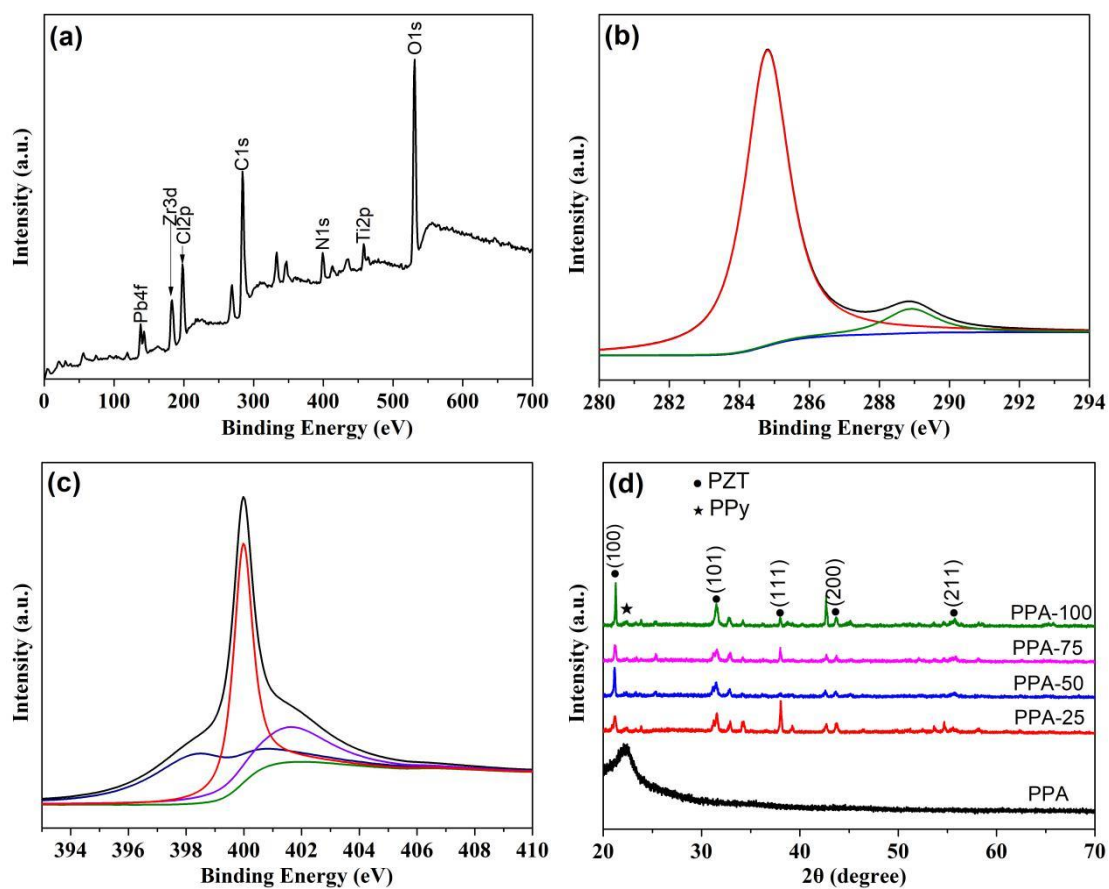 (a)
O1s
C1s
Zr3d
Cl2p
Pb4f
N1s
Ti2p
Intensity (a.u.)
0 100 200 300 400 500 600 700
Binding Energy (eV)
(b)
Intensity (a.u.)
280 282 284 286 288 290 292 294
Binding Energy (eV)
(c)
Intensity (a.u.)
394 396 398 400 402 404 406 408 410
Binding Energy (eV)
(d)
● PZT
★ PPy
(100)
(101)
(111)
(200)
(211)
PPA-100
PPA-75
PPA-50
PPA-25
PPA
Intensity (a.u.)
20 30 40 50 60 70
2θ (degree)